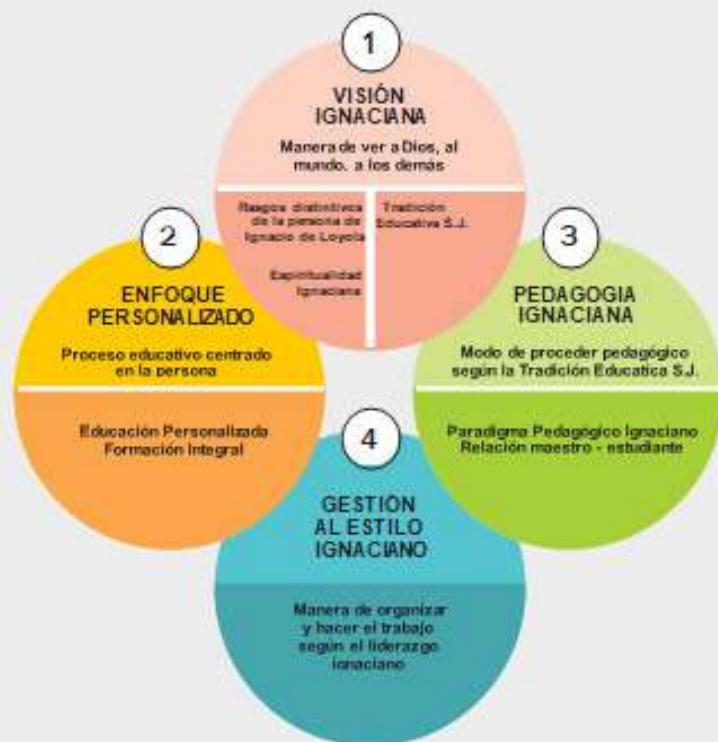 1
VISIÓN
IGNACIANA
Manera de ver a Dios, al
mundo. a los demás
Rasgos distintivos
de la persona de
Ignacio de Loyola
Espiritualidad
Ignaciana
Tradición
Educativa S.J.
2
ENFOQUE
PERSONALIZADO
Proceso educativo centrado
en la persona
Educación Personalizada
Formación Integral
3
PEDAGOGIA
IGNACIANA
Modo de proceder pedagógico
según la Tradición Educatica S.J.
Paradigma Pedagógico Ignaciano
Relación maestro - estudiante
4
GESTIÓN
AL ESTILO
IGNACIANO
Manera de organizar
y hacer el trabajo
según el liderazgo
ignaciano